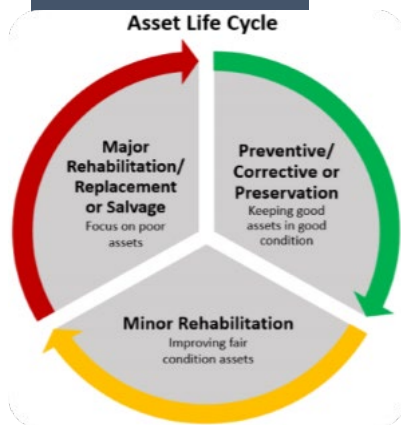 Asset Life Cycle
Major
Rehabilitation/
Replacement
or Salvage
Focus on poor
assets
Preventive/
Corrective or
Preservation
Keeping good
assets in good
condition
Minor Rehabilitation
Improving fair
condition assets